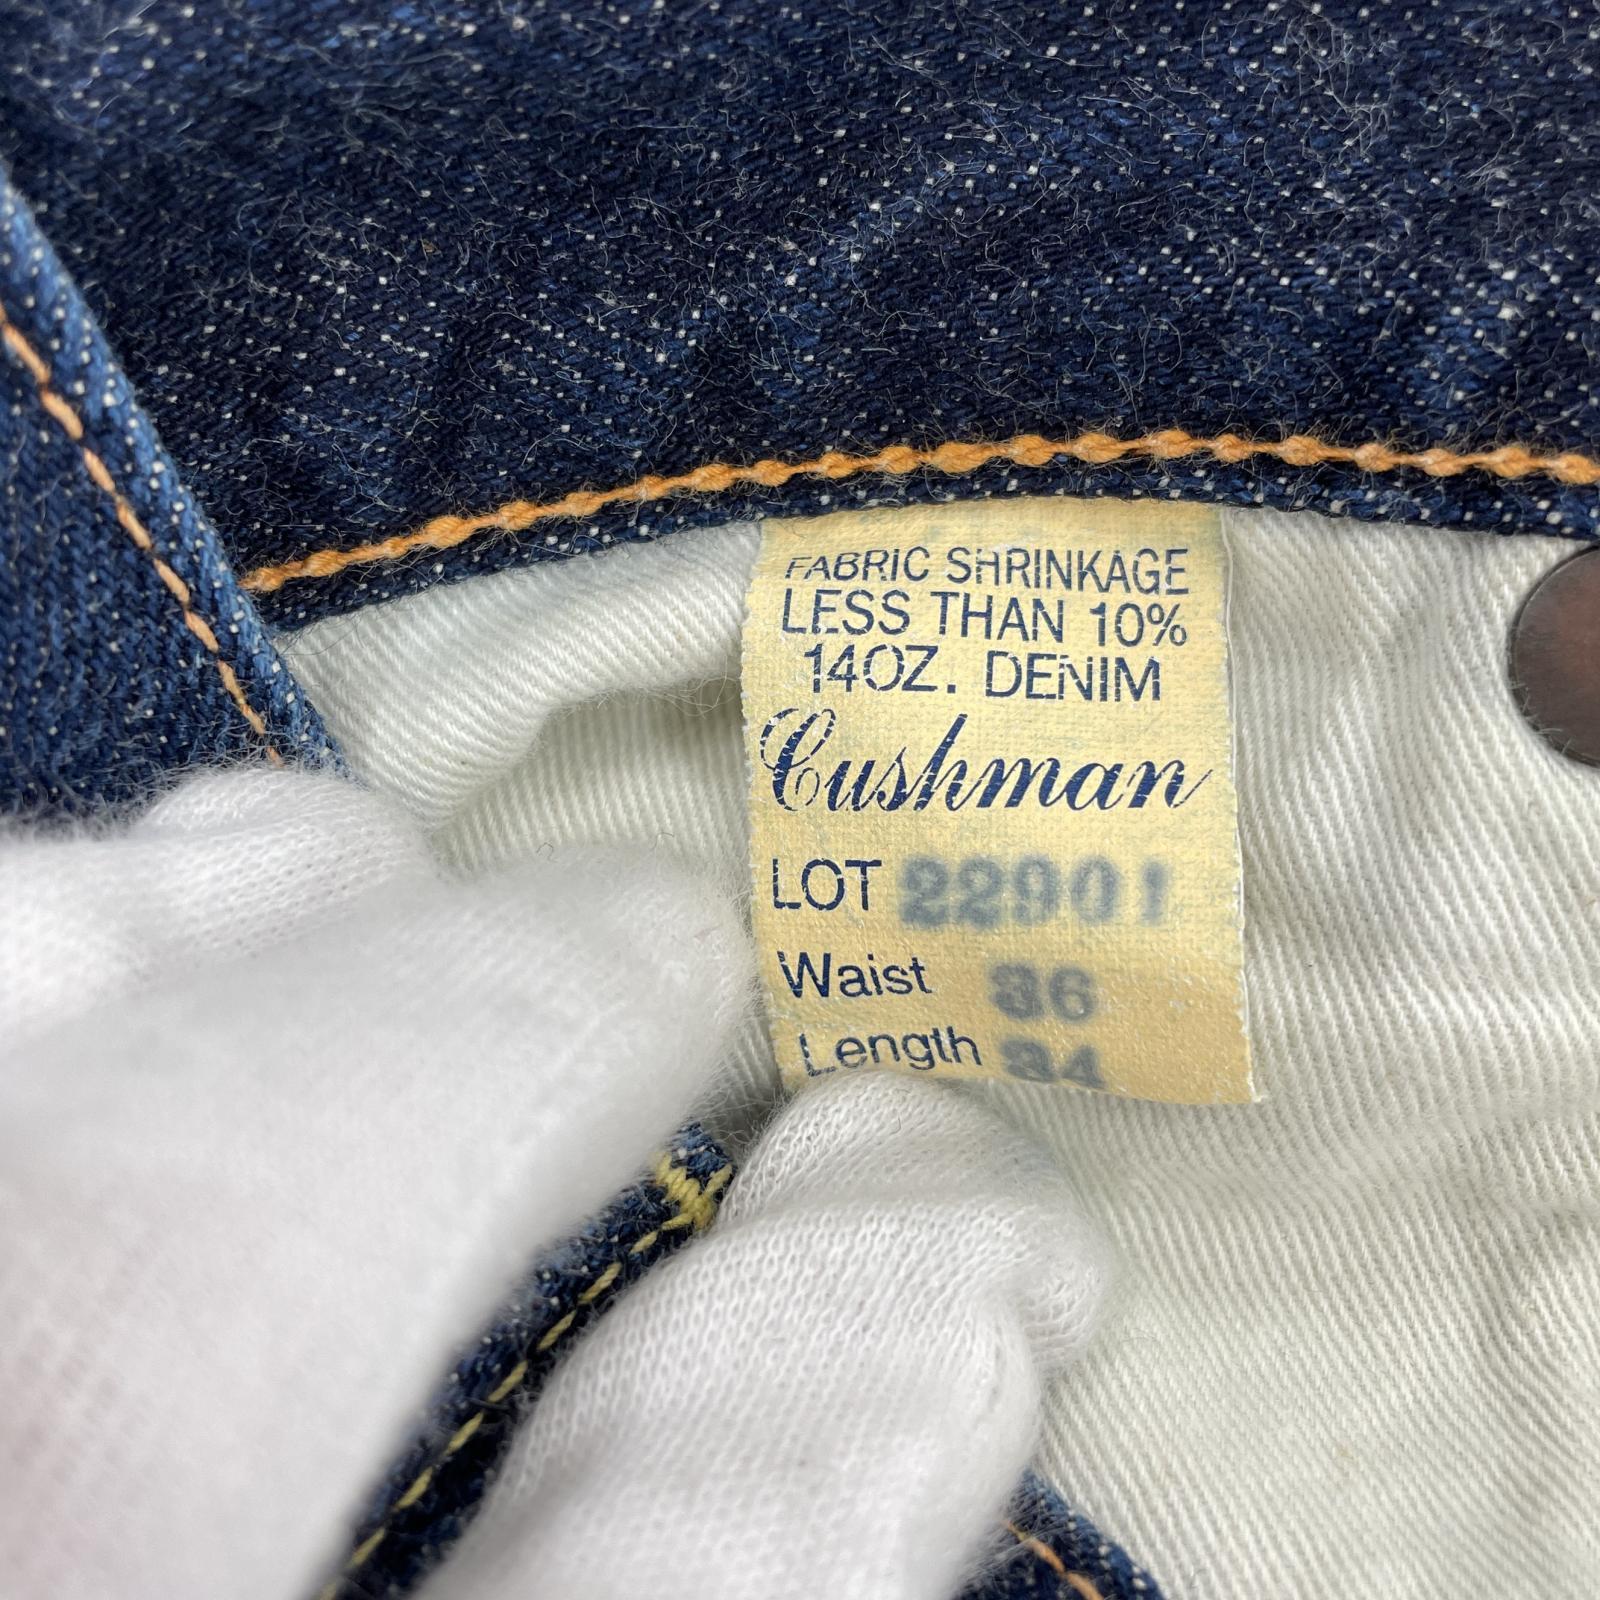 FABRIC SHRINKAGE
LESS THAN 10%
14OZ. DENIM
Cushman
LOT 22901
Waist 36
Length 34